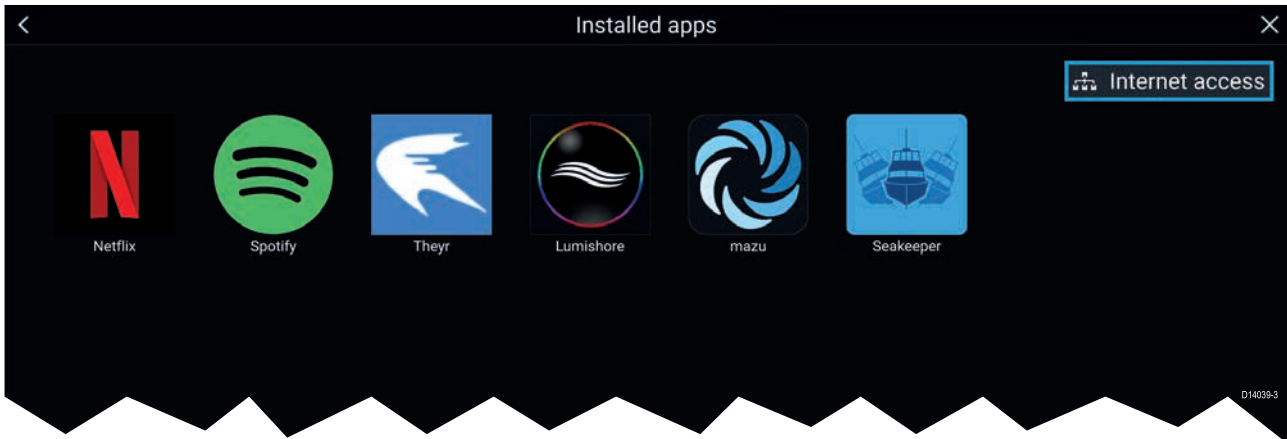 Installed apps
Internet access
Netflix
Spotify
Theyr
Lumishore
mazu
Seakeeper
D14039-3